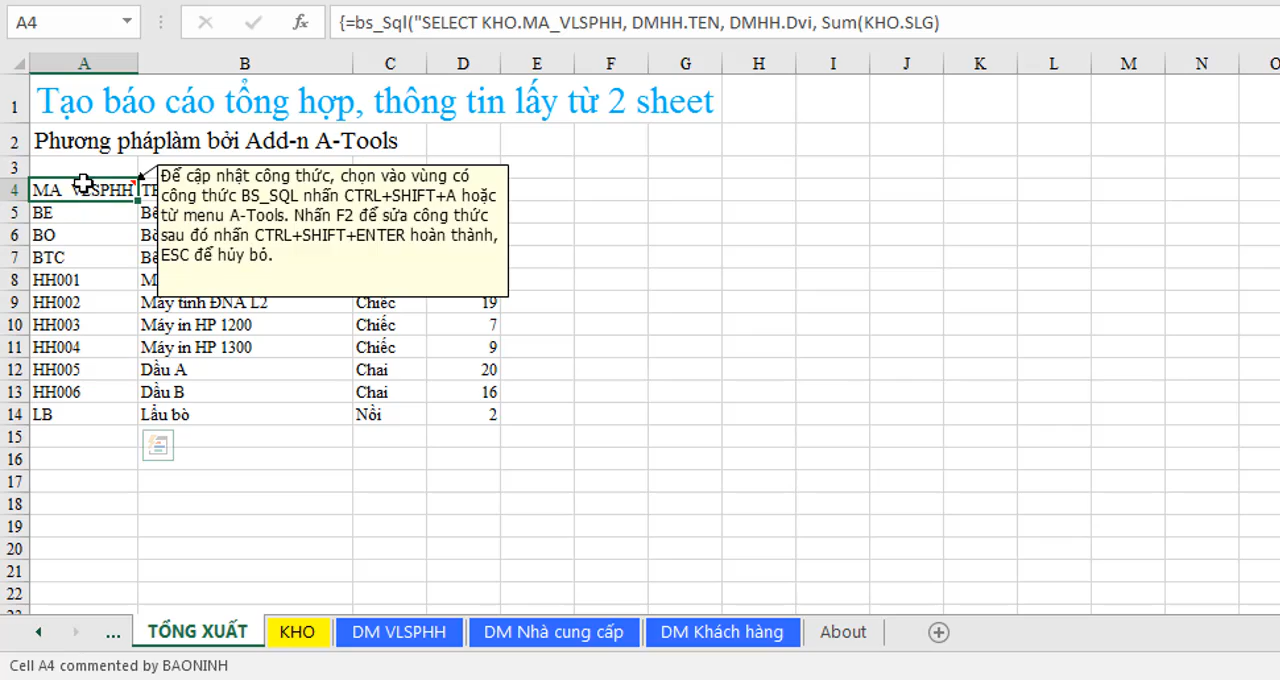 A4
fx {=bs_Sql("SELECT KHO.MA_VLSPHH, DMHH.TEN, DMHH.Dvi, Sum(KHO.SLG)
A B C D E F G H I J K L M N O
1 Tạo báo cáo tổng hợp, thông tin lấy từ 2 sheet
2 Phương pháplàm bởi Add-n A-Tools
3
4 MA_VLSPHH
5 BE
6 BO
7 BTC
8 HH001
Để cập nhật công thức, chọn vào vùng có
công thức BS_SQL nhấn CTRL+SHIFT+A hoặc
từ menu A-Tools. Nhấn F2 để sửa công thức
sau đó nhấn CTRL+SHIFT+ENTER hoàn thành,
ESC để hủy bỏ.
9 HH002 Máy tính ĐNA L2 Chiếc 19
10 HH003 Máy in HP 1200 Chiếc 7
11 HH004 Máy in HP 1300 Chiếc 9
12 HH005 Dầu A Chai 20
13 HH006 Dầu B Chai 16
14 LB Lẩu bò Nồi 2
15
16
17
18
19
20
21
22
... TỔNG XUẤT KHO DM VLSPHH DM Nhà cung cấp DM Khách hàng About
Cell A4 commented by BAONINH